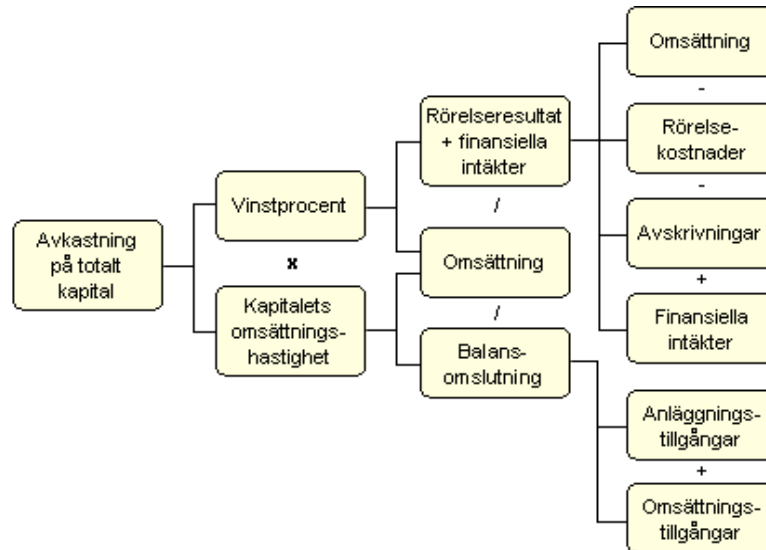 Omsättning
-
Rörelseresultat
+ finansiella
intäkter
Rörelse-
kostnader
-
Vinstprocent
/
Avskrivningar
Avkastning
på totalt
kapital
x
Omsättning
+
Kapitalets
omsättnings-
hastighet
/
Finansiella
intäkter
Balans-
omslutning
Anläggnings-
tillgångar
+
Omsättnings-
tillgångar